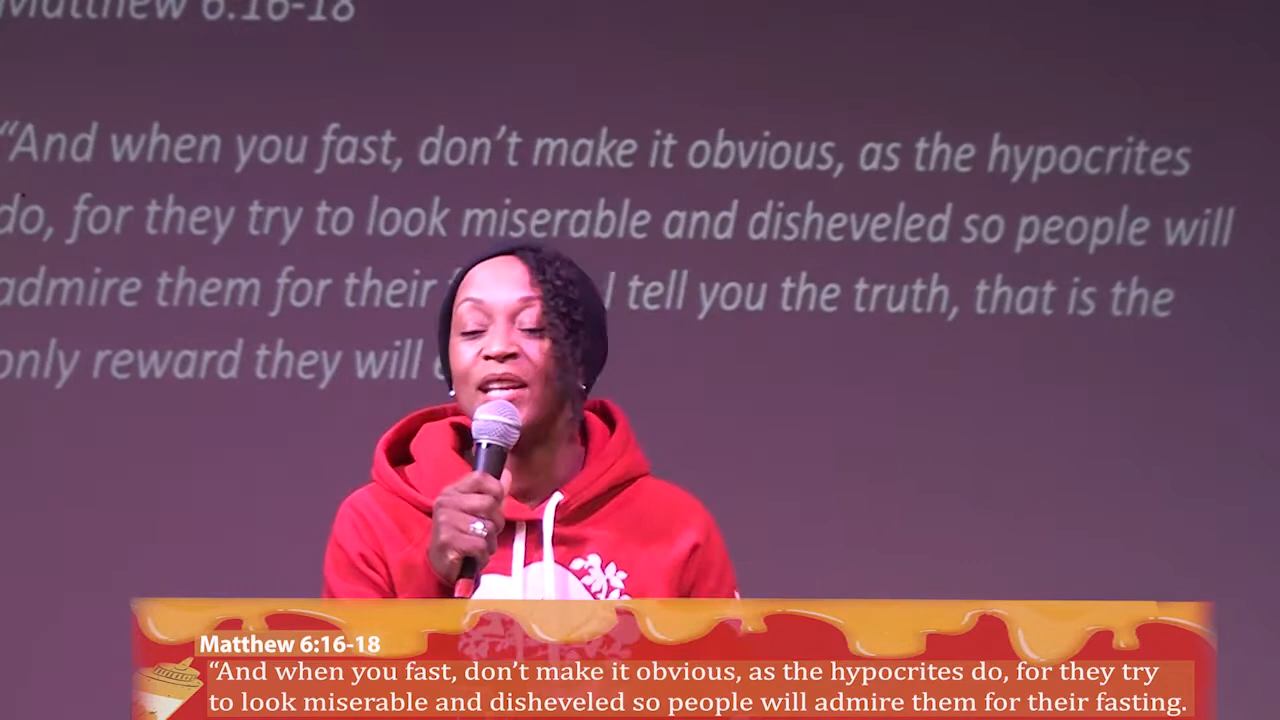 Matthew 6:16-18
“And when you fast, don’t make it obvious, as the hypocrites
do, for they try to look miserable and disheveled so people will
admire them for their I tell you the truth, that is the
only reward they will
Matthew 6:16-18
“And when you fast, don’t make it obvious, as the hypocrites do, for they try
to look miserable and disheveled so people will admire them for their fasting.